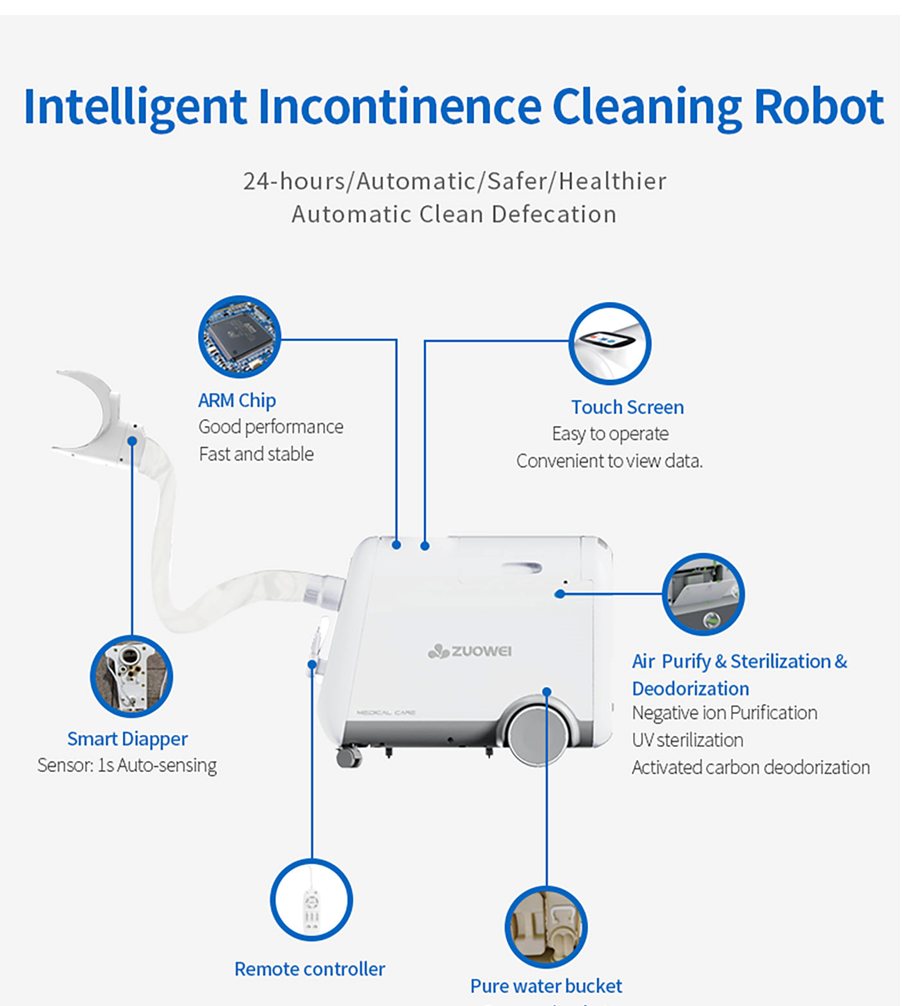 Intelligent Incontinence Cleaning Robot
24-hours/Automatic/Safer/Healthier
Automatic Clean Defecation
ARM Chip
Good performance
Fast and stable
Touch Screen
Easy to operate
Convenient to view data.
ZUOWEI
MEDICAL CARE
Air Purify & Sterilization &
Deodorization
Negative ion Purification
UV sterilization
Activated carbon deodorization
Smart Diapper
Sensor: 1s Auto-sensing
Remote controller
Pure water bucket